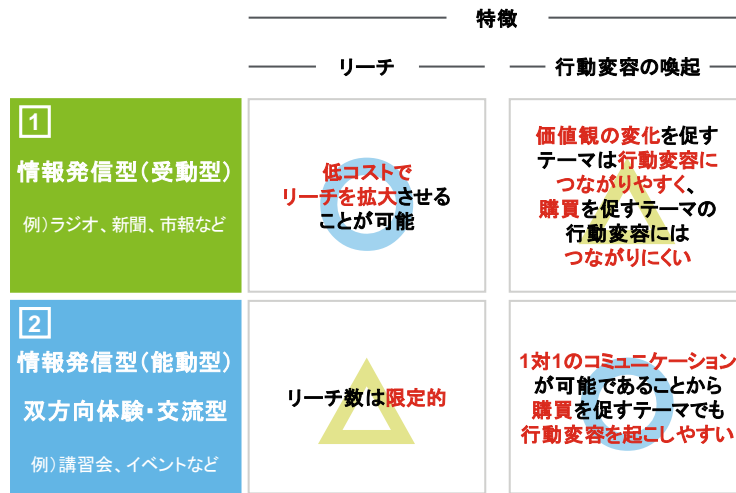 特徴
リーチ
行動変容の喚起
1
情報発信型（受動型）
例）ラジオ、新聞、市報など
低コストで
リーチを拡大させる
ことが可能
価値観の変化を促す
テーマは行動変容に
つながりやすく、
購買を促すテーマの
行動変容には
つながりにくい
2
情報発信型（能動型）
双方向体験・交流型
例）講習会、イベントなど
リーチ数は限定的
1対1のコミュニケーション
が可能であることから
購買を促すテーマでも
行動変容を起こしやすい